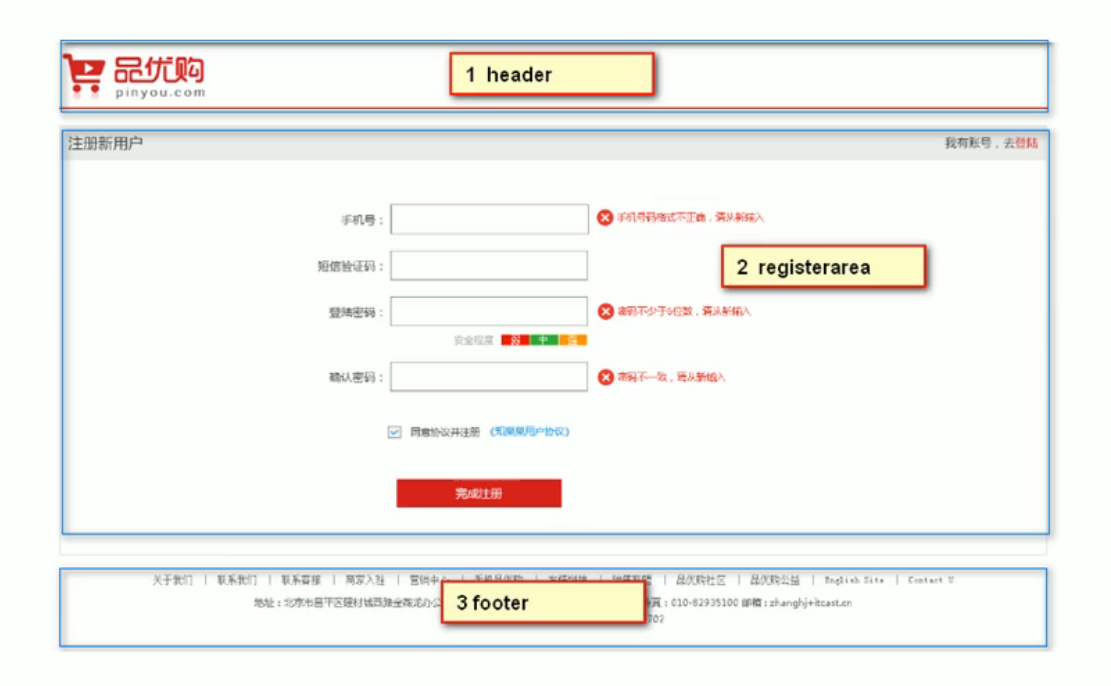 品优购
pinyou.com
1 header
注册新用户
我有账号，去登陆
手机号：
手机号码格式不正确，请从新输入
短信验证码：
2 registerarea
登陆密码：
密码不少于6位数，请从新输入
安全程度 弱 中 强
确认密码：
密码不一致，请从新输入
同意协议并注册 《知晓果用户协议》
完成注册
关于我们 | 联系我们 | 联系客服 | 商家入驻 | 营销中心 | 手机品优购 | 友情链接 | 销售联盟 | 品优购社区 | 品优购公益 | English Site | Contact U
地址：北京市昌平区建材城西路金燕龙办公 : 010-82935100 邮箱：zhanghj+itcast.cn
3 footer
702